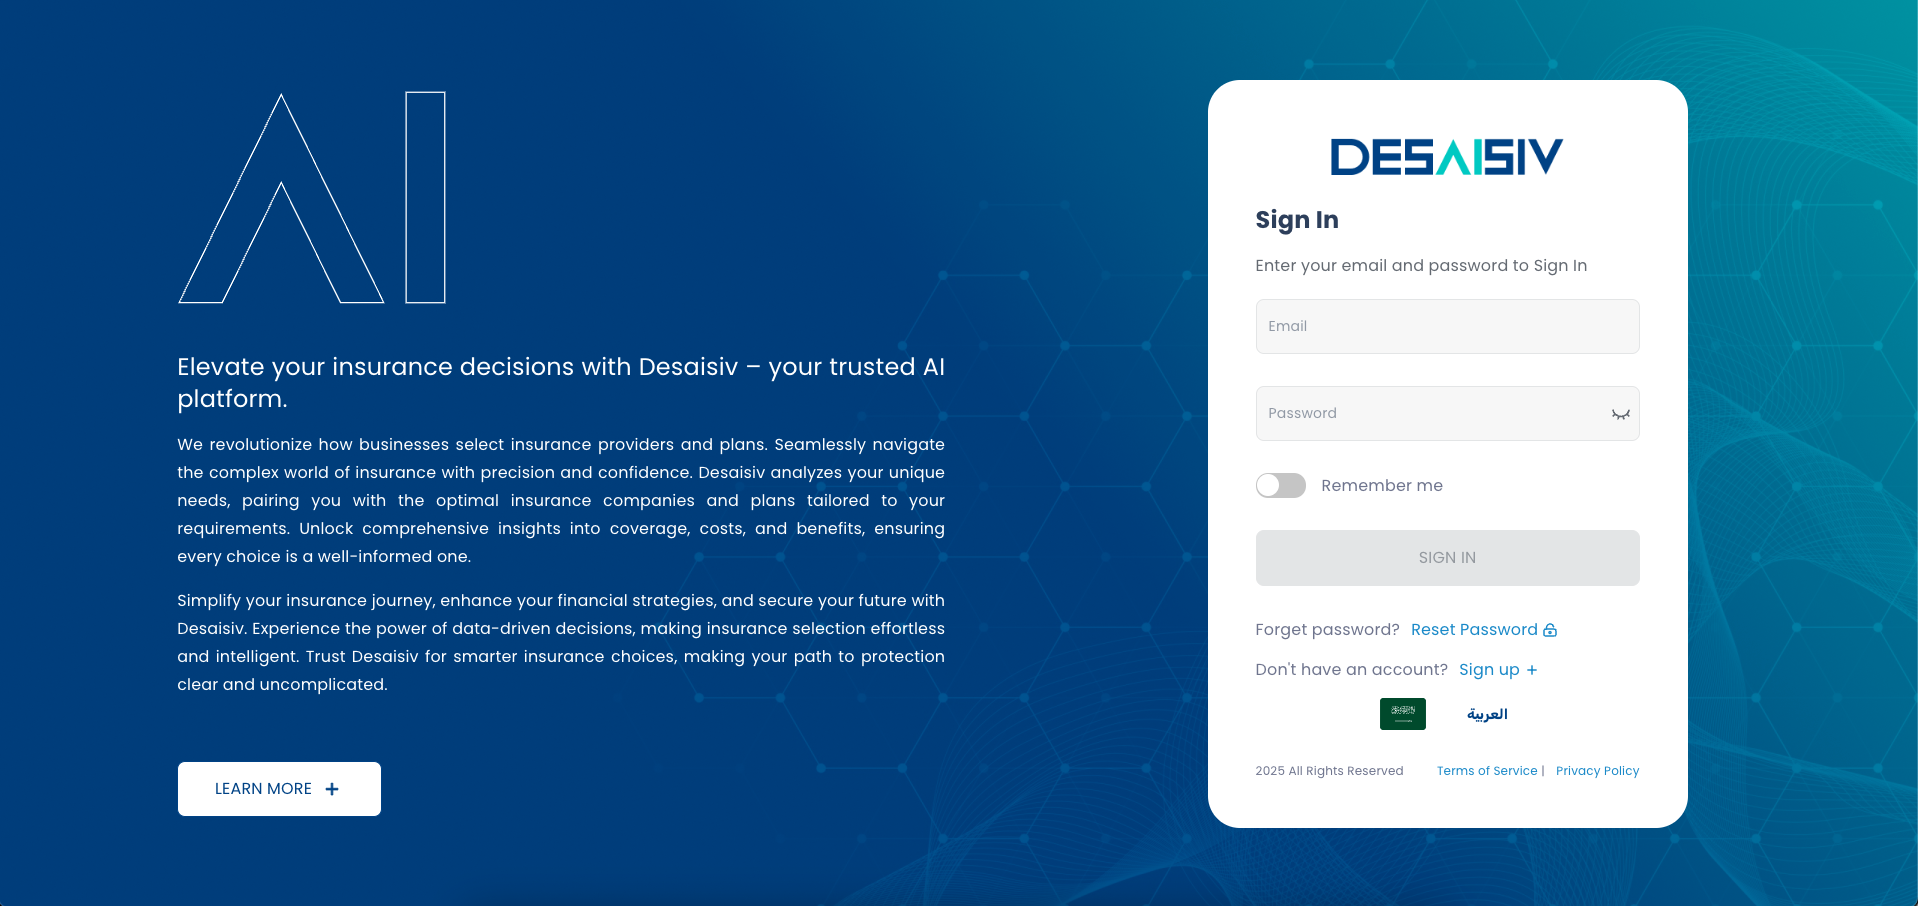 AI
Elevate your insurance decisions with Desaisiv – your trusted AI
platform.
We revolutionize how businesses select insurance providers and plans. Seamlessly navigate
the complex world of insurance with precision and confidence. Desaisiv analyzes your unique
needs, pairing you with the optimal insurance companies and plans tailored to your
requirements. Unlock comprehensive insights into coverage, costs, and benefits, ensuring
every choice is a well-informed one.
Simplify your insurance journey, enhance your financial strategies, and secure your future with
Desaisiv. Experience the power of data-driven decisions, making insurance selection effortless
and intelligent. Trust Desaisiv for smarter insurance choices, making your path to protection
clear and uncomplicated.
LEARN MORE +
DESAISIV
Sign In
Enter your email and password to Sign In
Email
Password
Remember me
SIGN IN
Forget password? Reset Password
Don't have an account? Sign up +
العربية
2025 All Rights Reserved Terms of Service | Privacy Policy